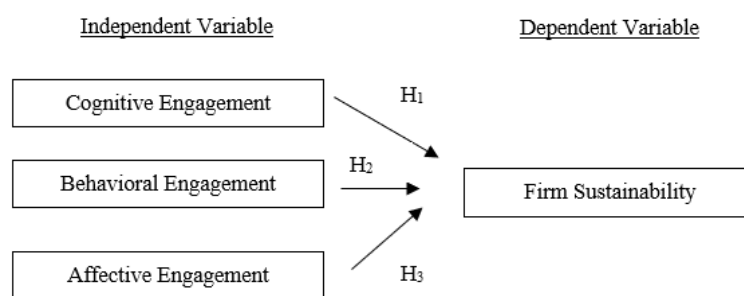 Independent Variable
Dependent Variable
Cognitive Engagement
H₁
Behavioral Engagement
H₂
Firm Sustainability
Affective Engagement
H₃